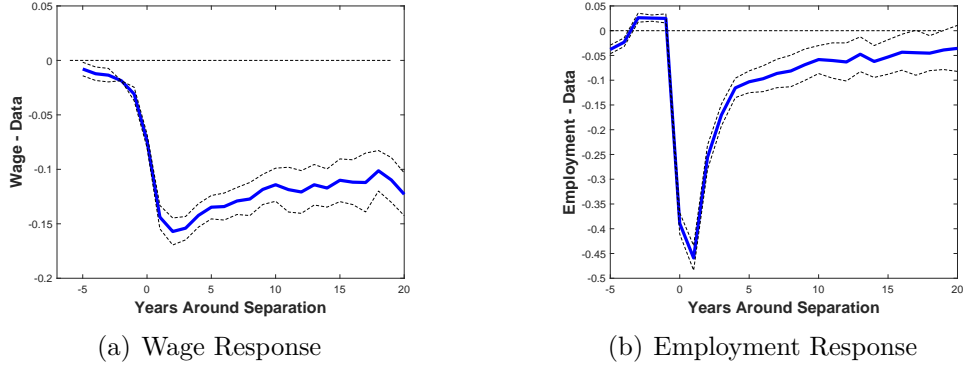 0.05
0
-0.05
-0.1
-0.15
-0.2
Wage - Data
-5 0 5 10 15 20
Years Around Separation
(a) Wage Response
0.05
0
-0.05
-0.1
-0.15
-0.2
-0.25
-0.3
-0.35
-0.4
-0.45
-0.5
Employment - Data
-5 0 5 10 15 20
Years Around Separation
(b) Employment Response